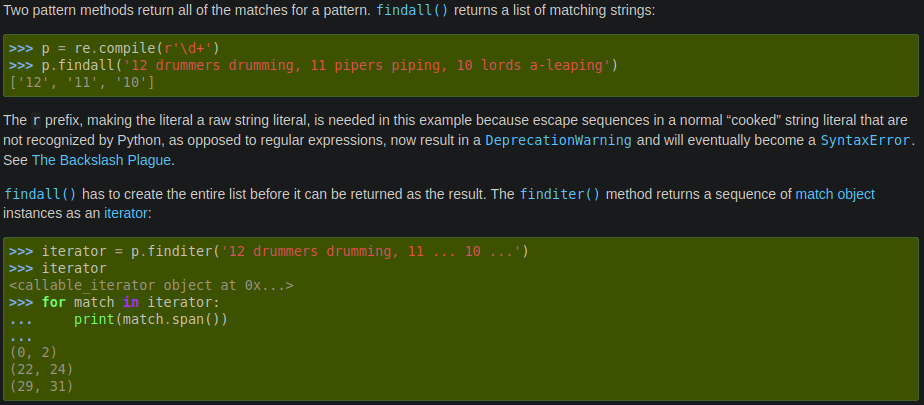 Two pattern methods return all of the matches for a pattern. findall() returns a list of matching strings:
>>> p = re.compile(r'\d+')
>>> p.findall('12 drummers drumming, 11 pipers piping, 10 lords a-leaping')
['12', '11', '10']
The r prefix, making the literal a raw string literal, is needed in this example because escape sequences in a normal “cooked” string literal that are
not recognized by Python, as opposed to regular expressions, now result in a DeprecationWarning and will eventually become a SyntaxError.
See The Backslash Plague.
findall() has to create the entire list before it can be returned as the result. The finditer() method returns a sequence of match object
instances as an iterator:
>>> iterator = p.finditer('12 drummers drumming, 11 ... 10 ...')
>>> iterator
<callable_iterator object at 0x...>
>>> for match in iterator:
...     print(match.span())
...
(0, 2)
(22, 24)
(29, 31)